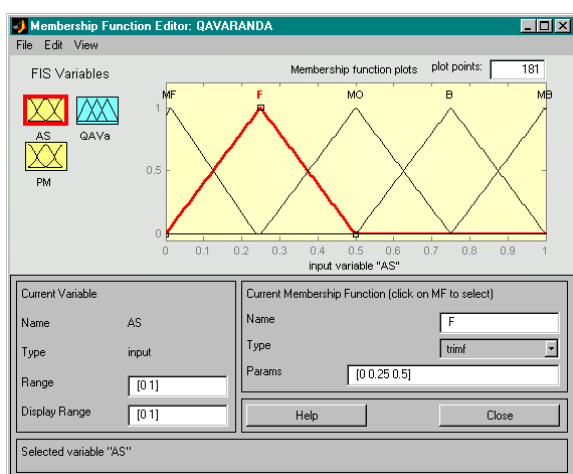 Membership Function Editor: QAVARANDA
File Edit View
FIS Variables
AS
QAVa
PM
Membership function plots
plot points:
181
MF
F
MO
B
MB
1
0.5
0
0 0.1 0.2 0.3 0.4 0.5 0.6 0.7 0.8 0.9 1
input variable "AS"
Current Variable
Name AS
Type input
Range [0 1]
Display Range [0 1]
Current Membership Function (click on MF to select)
Name F
Type trimf
Params [0 0.25 0.5]
Help
Close
Selected variable "AS"